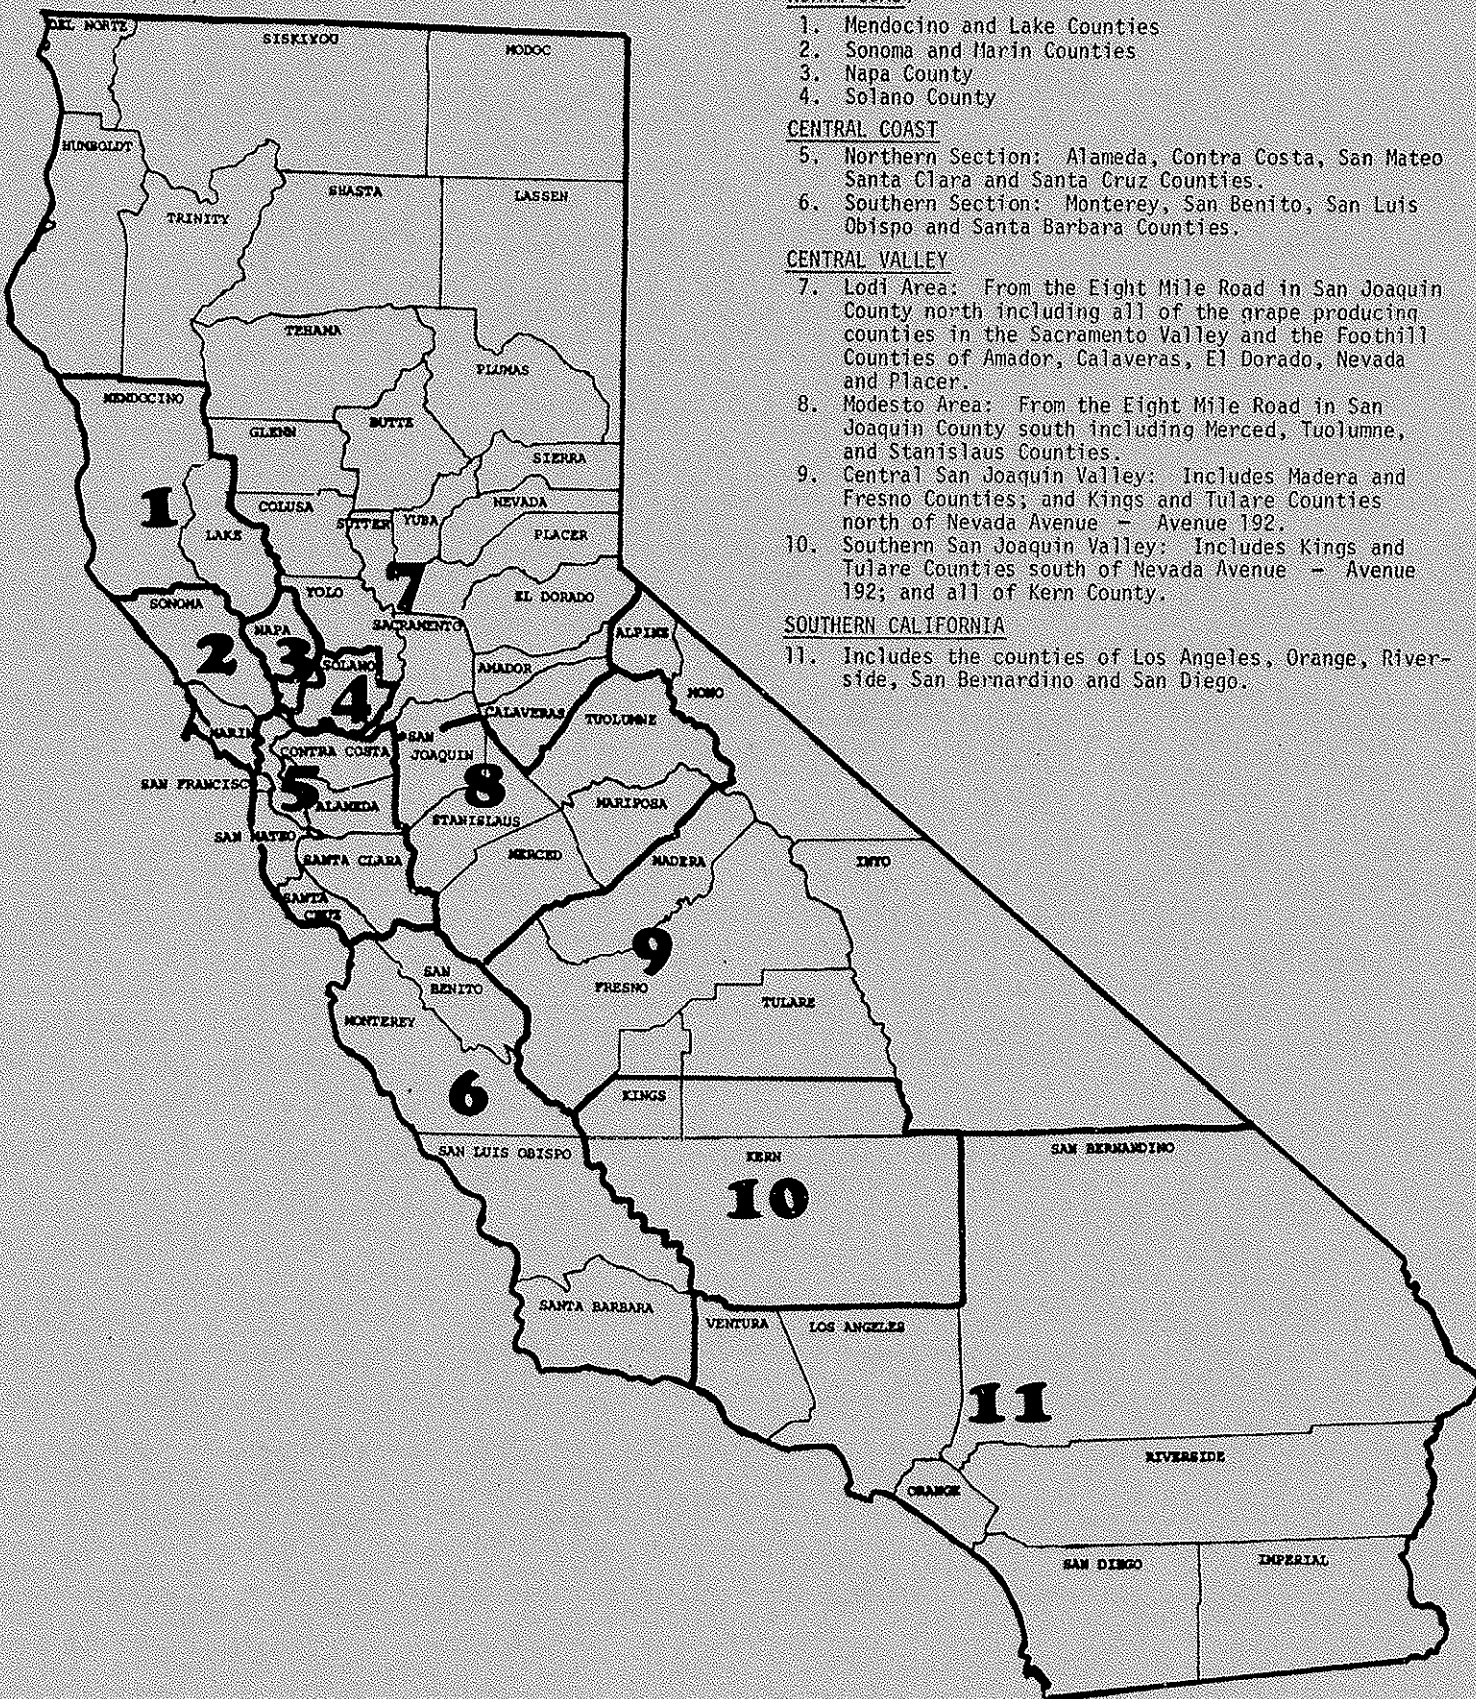 1. Mendocino and Lake Counties
2. Sonoma and Marin Counties
3. Napa County
4. Solano County
CENTRAL COAST
5. Northern Section: Alameda, Contra Costa, San Mateo
Santa Clara and Santa Cruz Counties.
6. Southern Section: Monterey, San Benito, San Luis
Obispo and Santa Barbara Counties.
CENTRAL VALLEY
7. Lodi Area: From the Eight Mile Road in San Joaquin
County north including all of the grape producing
counties in the Sacramento Valley and the Foothill
Counties of Amador, Calaveras, El Dorado, Nevada
and Placer.
8. Modesto Area: From the Eight Mile Road in San
Joaquin County south including Merced, Tuolumne,
and Stanislaus Counties.
9. Central San Joaquin Valley: Includes Madera and
Fresno Counties; and Kings and Tulare Counties
north of Nevada Avenue - Avenue 192.
10. Southern San Joaquin Valley: Includes Kings and
Tulare Counties south of Nevada Avenue - Avenue
192; and all of Kern County.
SOUTHERN CALIFORNIA
11. Includes the counties of Los Angeles, Orange, River-
side, San Bernardino and San Diego.
DEL NORTE
SISKIYOU
MODOC
HUMBOLDT
TRINITY
SHASTA
LASSEN
TEHAMA
PLUMAS
MENDOCINO
GLENN
BUTTE
SIERRA
1
LAKE
COLUSA
SUTTER
YUBA
NEVADA
PLACER
7
YOLO
EL DORADO
SONOMA
2
NAPA
3
SOLANO
4
SACRAMENTO
AMADOR
ALPINE
MONO
CALAVERAS
TUOLUMNE
MARIN
CONTRA COSTA
SAN
JOAQUIN
SAN FRANCISC
5
ALAMEDA
8
STANISLAUS
MARIPOSA
SAN MATEO
SANTA CLARA
MERCED
MADERA
INYO
SANTA
CRUZ
9
SAN
BENITO
FRESNO
TULARE
MONTEREY
6
KINGS
SAN LUIS OBISPO
KERN
10
SAN BERNARDINO
SANTA BARBARA
VENTURA
LOS ANGELES
11
RIVERSIDE
ORANGE
SAN DIEGO
IMPERIAL